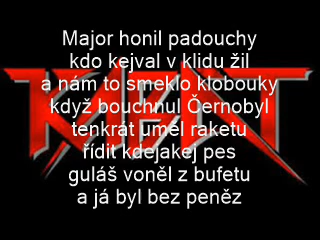 Major honil padouchy
kdo kejval v klidu žil
a nám to smeklo klobouky
když bouchnul Černobyl
tenkrát uměl raketu
řídit kdejakej pes
guláš voněl z bufetu
a já byl bez peněz